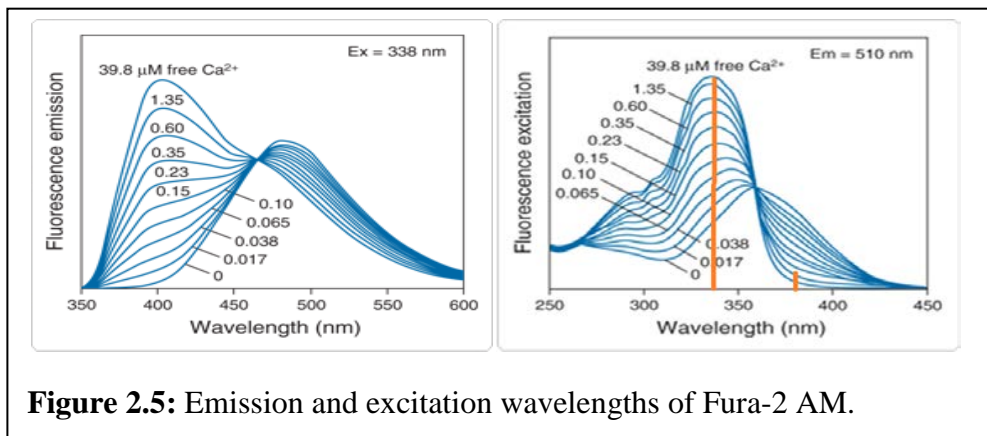 Ex = 338 nm
39.8 μM free Ca²⁺
1.35
0.60
0.35
0.23
0.15
0.10
0.065
0.038
0.017
0
Fluorescence emission
350 400 450 500 550 600
Wavelength (nm)
Em = 510 nm
39.8 μM free Ca²⁺
1.35
0.60
0.35
0.23
0.15
0.10
0.065
0.038
0.017
0
Fluorescence excitation
250 300 350 400 450
Wavelength (nm)
Figure 2.5: Emission and excitation wavelengths of Fura-2 AM.